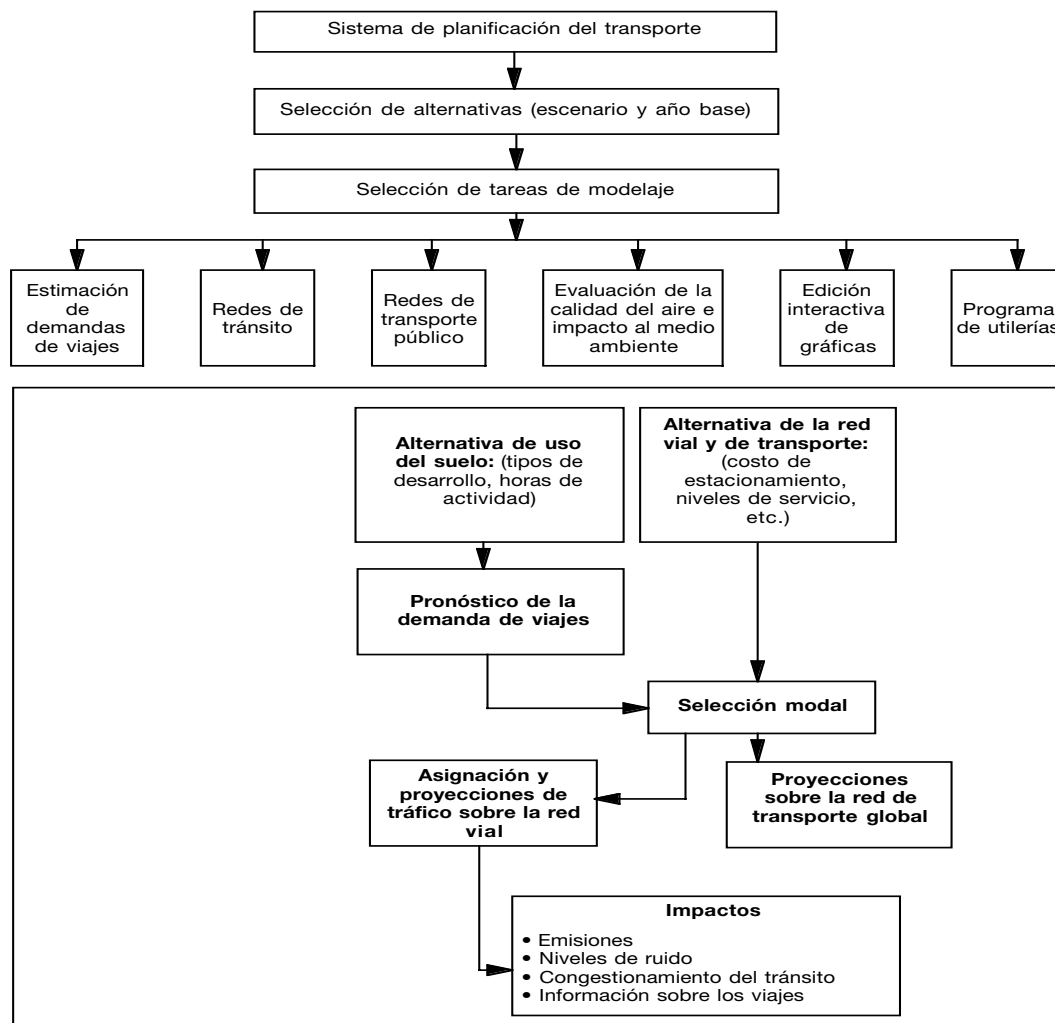 Sistema de planificación del transporte
Selección de alternativas (escenario y año base)
Selección de tareas de modelaje
Estimación
de
demandas
de viajes
Redes de
tránsito
Redes de
transporte
público
Evaluación de la
calidad del aire e
impacto al medio
ambiente
Edición
interactiva
de
gráficas
Programa
de utilerías
Alternativa de uso
del suelo: (tipos de
desarrollo, horas de
actividad)
Alternativa de la red
vial y de transporte:
(costo de
estacionamiento,
niveles de servicio,
etc.)
Pronóstico de la
demanda de viajes
Selección modal
Asignación y
proyecciones de
tráfico sobre la red
vial
Proyecciones
sobre la red de
transporte global
Impactos
• Emisiones
• Niveles de ruido
• Congestionamiento del tránsito
• Información sobre los viajes